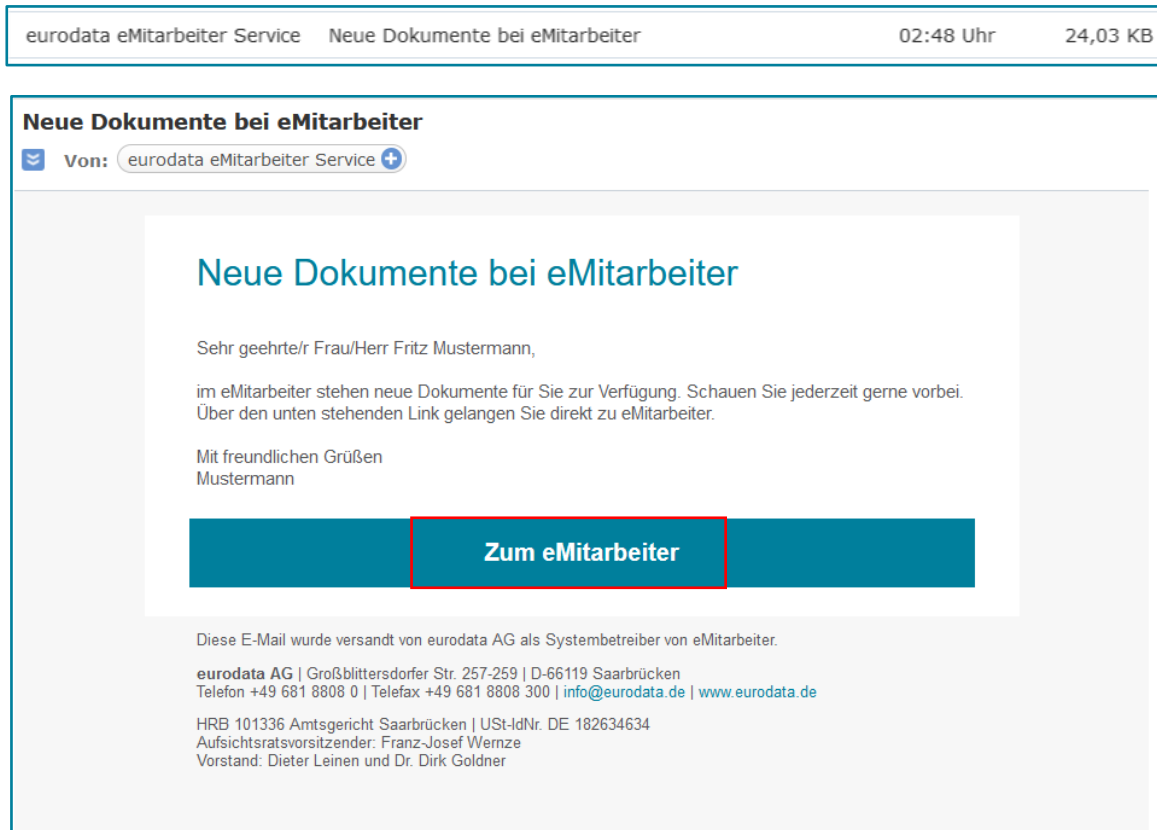 eurodata eMitarbeiter Service Neue Dokumente bei eMitarbeiter 02:48 Uhr 24,03 KB
Neue Dokumente bei eMitarbeiter
Von: eurodata eMitarbeiter Service
Neue Dokumente bei eMitarbeiter
Sehr geehrte/r Frau/Herr Fritz Mustermann,
im eMitarbeiter stehen neue Dokumente für Sie zur Verfügung. Schauen Sie jederzeit gerne vorbei.
Über den unten stehenden Link gelangen Sie direkt zu eMitarbeiter.
Mit freundlichen Grüßen
Mustermann
Zum eMitarbeiter
Diese E-Mail wurde versandt von eurodata AG als Systembetreiber von eMitarbeiter.
eurodata AG | Großblittersdorfer Str. 257-259 | D-66119 Saarbrücken
Telefon +49 681 8808 0 | Telefax +49 681 8808 300 | info@eurodata.de | www.eurodata.de
HRB 101336 Amtsgericht Saarbrücken | USt-IdNr. DE 182634634
Aufsichtsratsvorsitzender: Franz-Josef Wernze
Vorstand: Dieter Leinen und Dr. Dirk Goldner